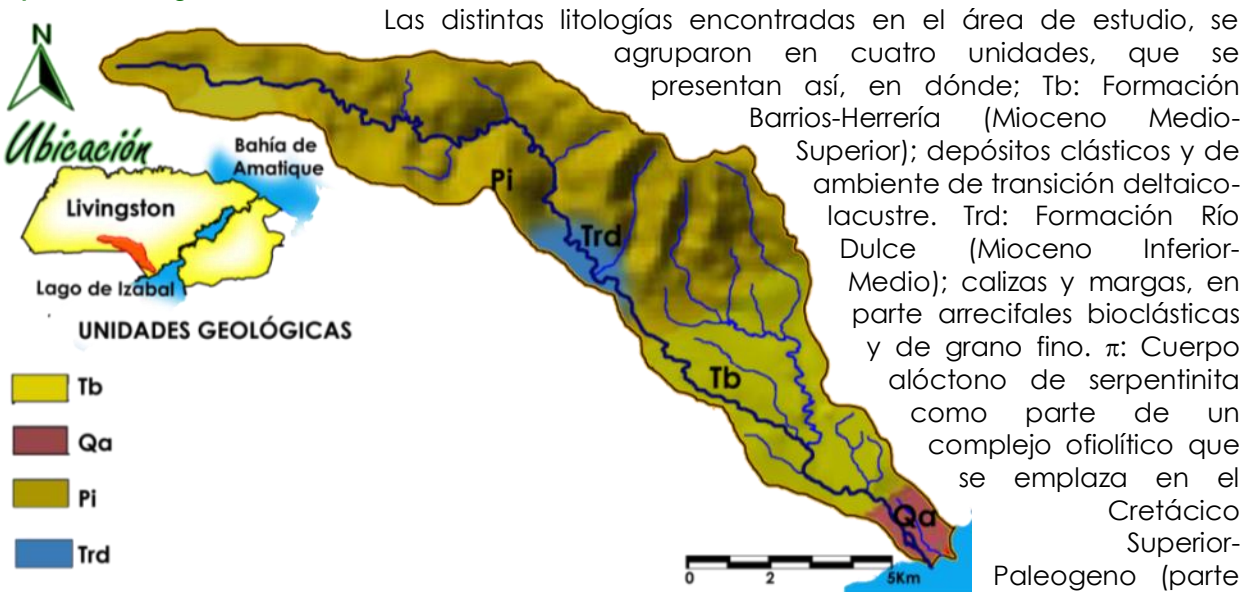 Las distintas litologías encontradas en el área de estudio, se
agruparon en cuatro unidades, que se
presentan así, en dónde; Tb: Formación
Barrios-Herrería (Mioceno Medio-
Superior); depósitos clásticos y de
ambiente de transición deltaico-
lacustre. Trd: Formación Río
Dulce (Mioceno Inferior-
Medio); calizas y margas, en
parte arrecifales bioclásticas
y de grano fino. π: Cuerpo
alóctono de serpentinita
como parte de un
complejo ofiolítico que
se emplaza en el
Cretácico
Superior-
Paleogeno (parte
N
Ubicación
Bahía de
Amatique
Livingston
Lago de Izabal
UNIDADES GEOLÓGICAS
Tb
Qa
Pi
Trd
Pi
Trd
Tb
Qa
0 2 5Km